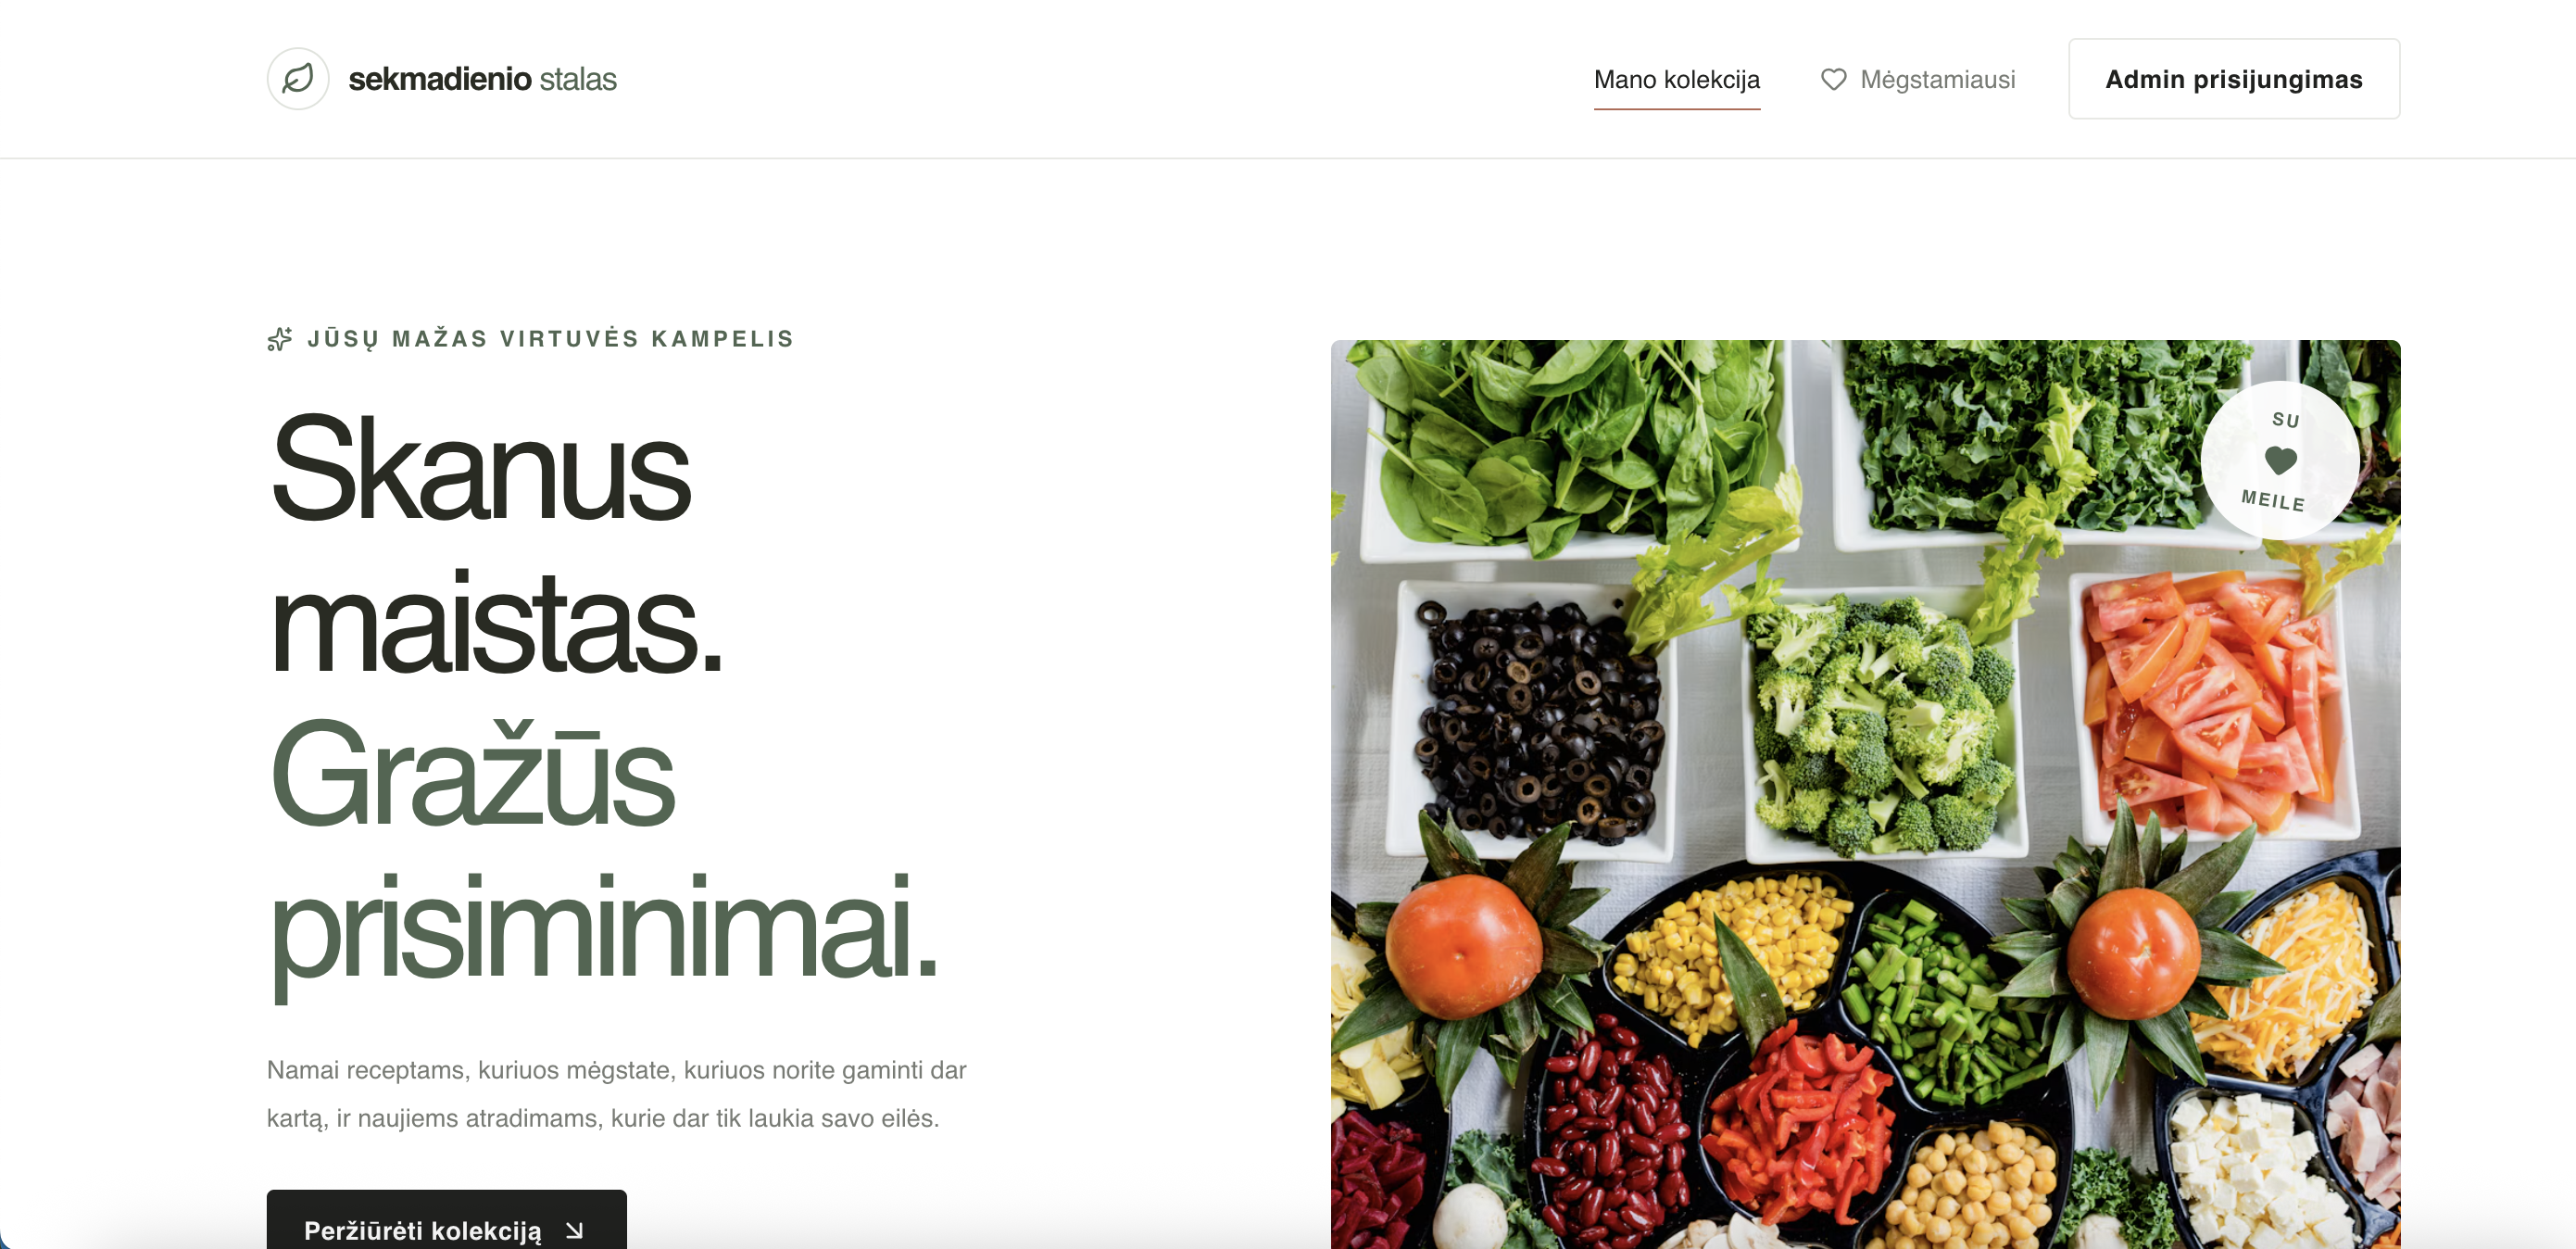 sekmadienio stalas
Mano kolekcija
Mėgstamiausi
Admin prisijungimas
JŪSŲ MAŽAS VIRTUVĖS KAMPELIS
Skanus
maistas.
Gražūs
prisiminimai.
Namai receptams, kuriuos mėgstate, kuriuos norite gaminti dar
kartą, ir naujiems atradimams, kurie dar tik laukia savo eilės.
Peržiūrėti kolekciją
SU
MEILE